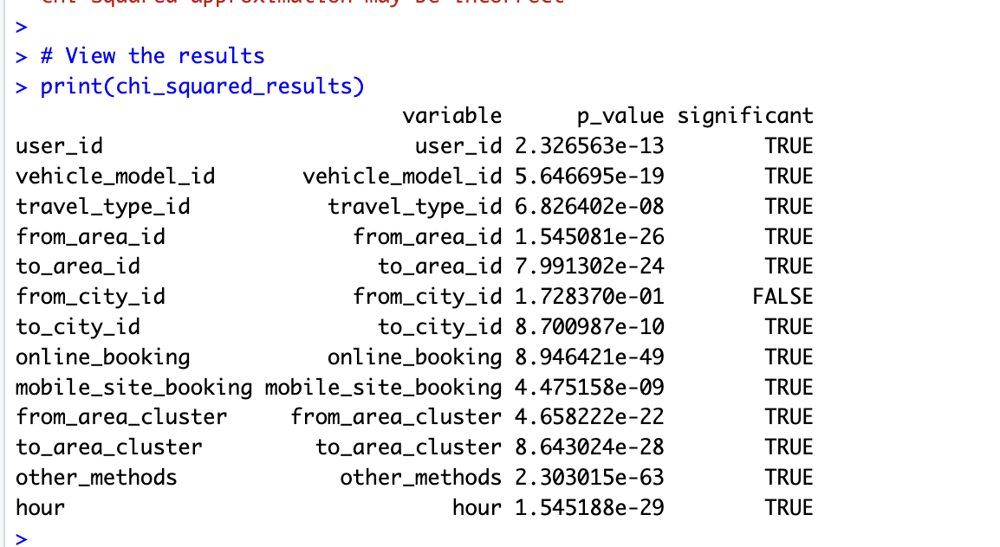 chi-squared approximation may be incorrect
>
> # View the results
> print(chi_squared_results)
variable p_value significant
user_id user_id 2.326563e-13 TRUE
vehicle_model_id vehicle_model_id 5.646695e-19 TRUE
travel_type_id travel_type_id 6.826402e-08 TRUE
from_area_id from_area_id 1.545081e-26 TRUE
to_area_id to_area_id 7.991302e-24 TRUE
from_city_id from_city_id 1.728370e-01 FALSE
to_city_id to_city_id 8.700987e-10 TRUE
online_booking online_booking 8.946421e-49 TRUE
mobile_site_booking mobile_site_booking 4.475158e-09 TRUE
from_area_cluster from_area_cluster 4.658222e-22 TRUE
to_area_cluster to_area_cluster 8.643024e-28 TRUE
other_methods other_methods 2.303015e-63 TRUE
hour hour 1.545188e-29 TRUE
>